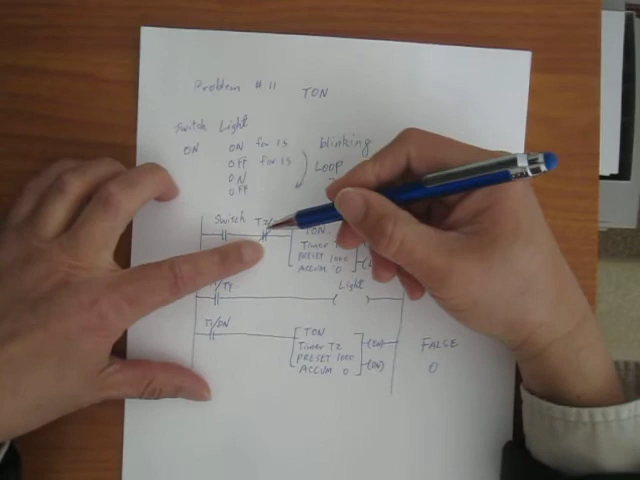 Problem # 11 TON
Switch Light
ON ON for 1s blinking
OFF for 1s LOOP
ON
OFF
Switch
TON
Timer
PRESET 1000
ACCUM 0
Light
T1/DN
TON
Timer T2 (EN) FALSE
PRESET 1000 (DN) 0
ACCUM 0